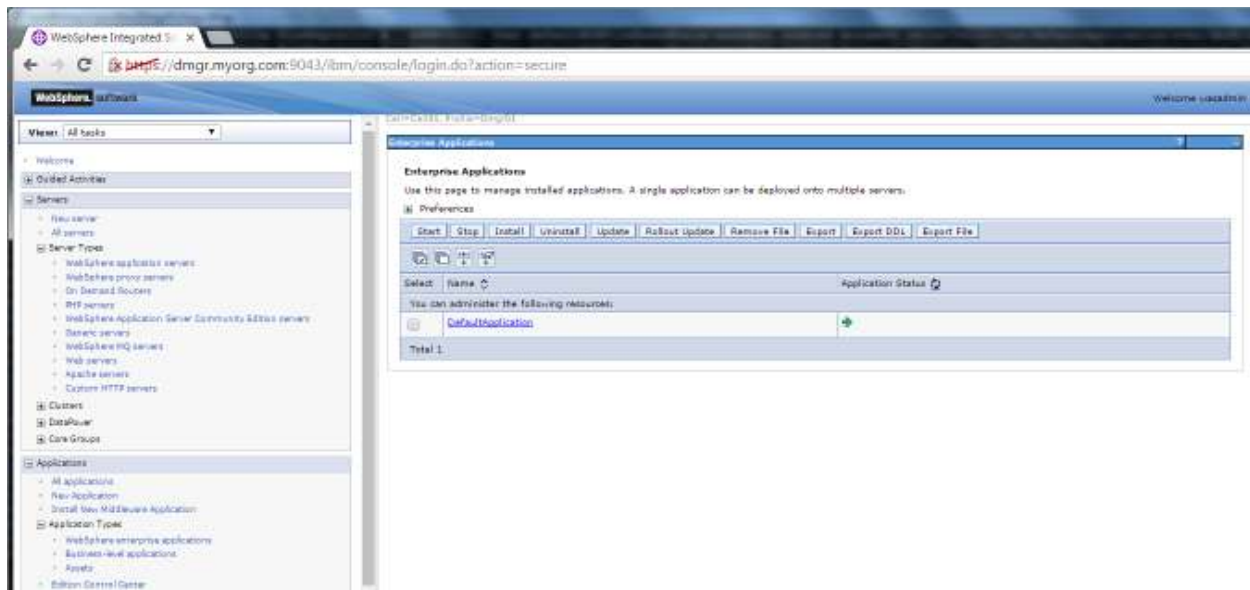 WebSphere Integrated S
https://dmgr.myorg.com:9043/ibm/console/login.do?action=secure
WebSphere. software
Welcome
View: All tasks
Welcome
Guided Activities
Servers
New server
All servers
Server Types
WebSphere application servers
WebSphere proxy servers
On Demand Routers
PHP servers
WebSphere Application Server Community Edition servers
Generic servers
WebSphere MQ servers
Web servers
Apache servers
Custom HTTP servers
Clusters
DataPower
Core Groups
Applications
All applications
New Application
Install New Middleware Application
Application Types
WebSphere enterprise applications
Business-level applications
Assets
Edition Control Center
Enterprise Applications
Enterprise Applications
Use this page to manage installed applications. A single application can be deployed onto multiple servers.
Preferences
Start Stop Install Uninstall Update Rollout Update Remove File Export Export DDL Export File
Select Name Application Status
You can administer the following resources:
DefaultApplication
Total 1